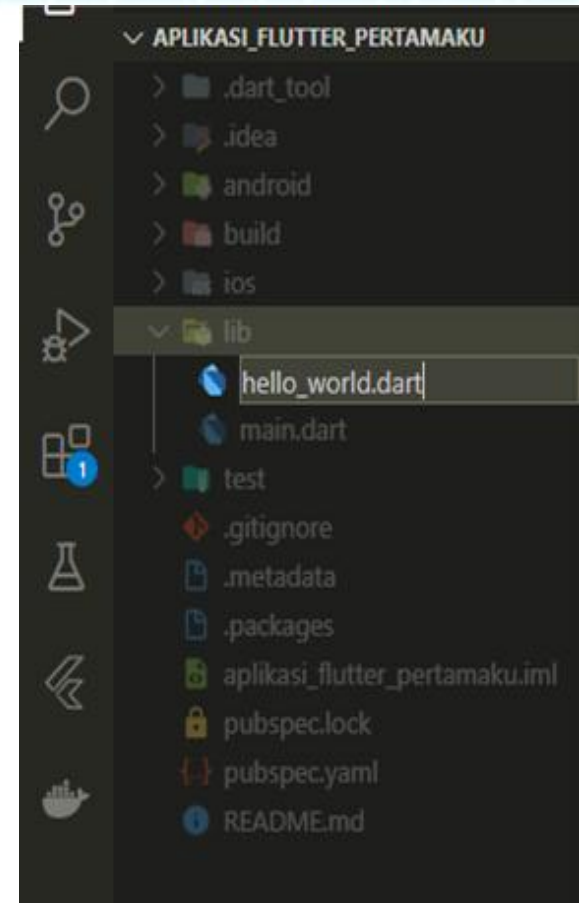 APLIKASI_FLUTTER_PERTAMAKU
.dart_tool
.idea
android
build
ios
lib
hello_world.dart
main.dart
1
test
.gitignore
.metadata
.packages
aplikasi_flutter_pertamaku.iml
pubspec.lock
pubspec.yaml
README.md